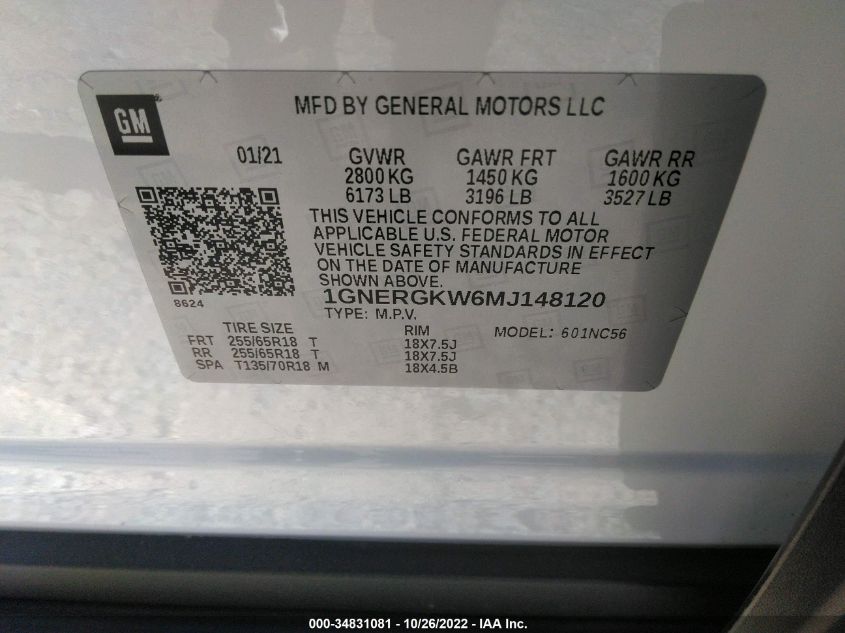 GM
MFD BY GENERAL MOTORS LLC
01/21 GVWR GAWR FRT GAWR RR
2800 KG 1450 KG 1600 KG
6173 LB 3196 LB 3527 LB
THIS VEHICLE CONFORMS TO ALL
APPLICABLE U.S. FEDERAL MOTOR
VEHICLE SAFETY STANDARDS IN EFFECT
ON THE DATE OF MANUFACTURE
SHOWN ABOVE.
8624
1GNERGKW6MJ148120
TYPE: M.P.V. MODEL: 601NC56
TIRE SIZE RIM
FRT 255/65R18 T 18X7.5J
RR 255/65R18 T 18X7.5J
SPA T135/70R18 M 18X4.5B
000-34831081 - 10/26/2022 - IAA Inc.